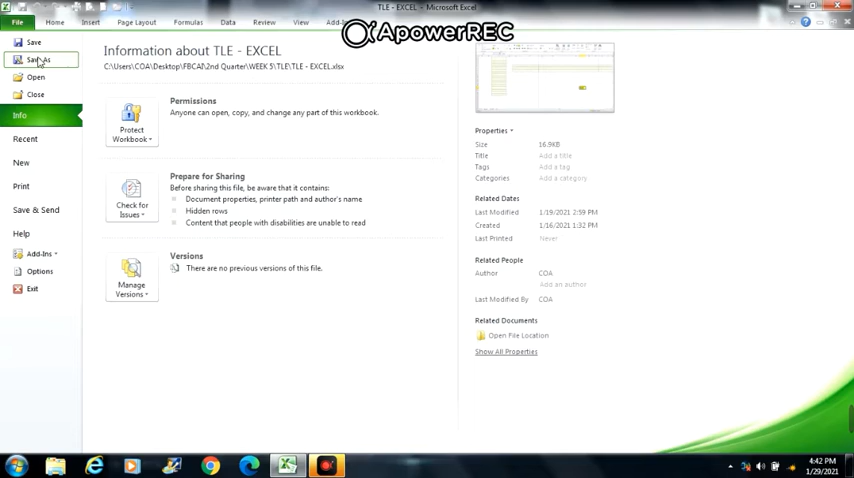 TLE - EXCEL - Microsoft Excel
File Home Insert Page Layout Formulas Data Review View Add-Ins
ApowerREC
Save
Save As
Open
Close
Info
Recent
New
Print
Save & Send
Help
Add-Ins
Options
Exit
Information about TLE - EXCEL
C:\Users\COA\Desktop\FBCAI\2nd Quarter\WEEK 5\TLE\TLE - EXCEL.xlsx
Protect
Workbook
Permissions
Anyone can open, copy, and change any part of this workbook.
Check for
Issues
Prepare for Sharing
Before sharing this file, be aware that it contains:
Document properties, printer path and author's name
Hidden rows
Content that people with disabilities are unable to read
Manage
Versions
Versions
There are no previous versions of this file.
Properties
Size 16.9KB
Title Add a title
Tags Add a tag
Categories Add a category
Related Dates
Last Modified 1/19/2021 2:59 PM
Created 1/16/2021 1:32 PM
Last Printed Never
Related People
Author COA
Add an author
Last Modified By COA
Related Documents
Open File Location
Show All Properties
4:42 PM
1/29/2021